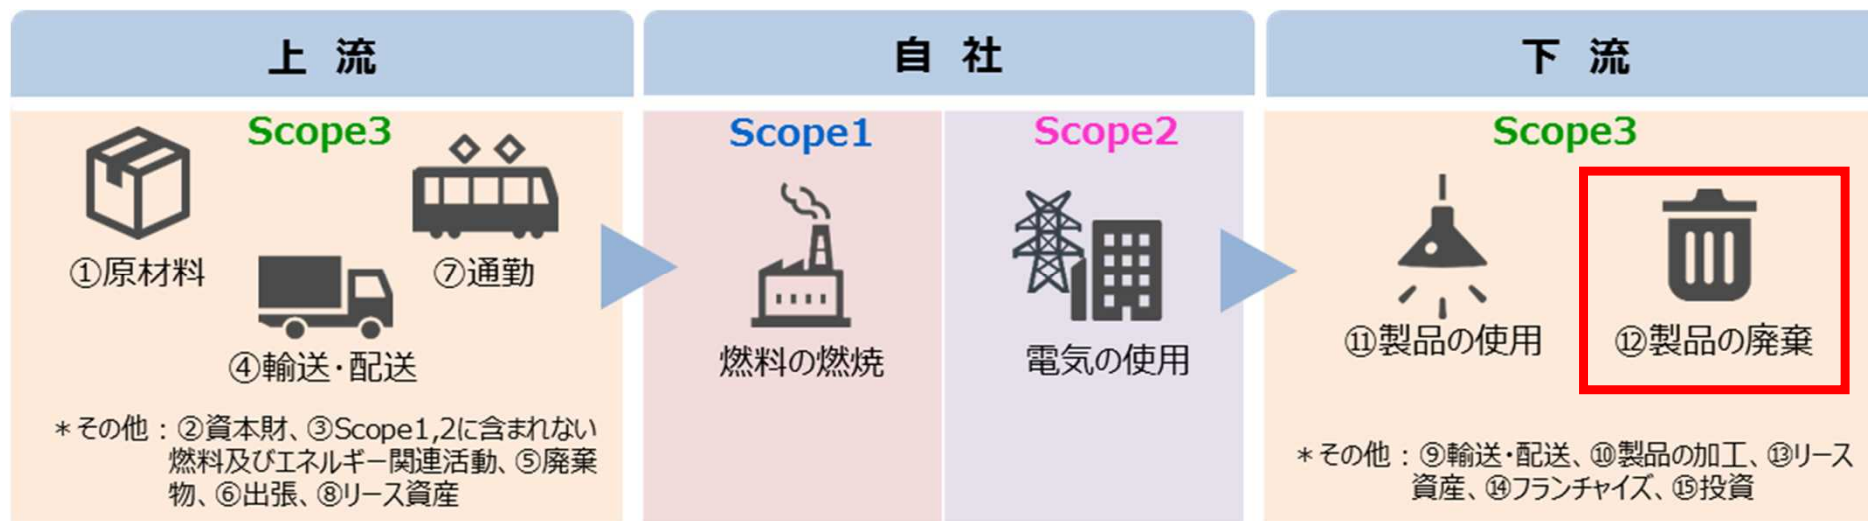 上 流
Scope3
①原材料
⑦通勤
④輸送・配送
＊その他：②資本財、③Scope1,2に含まれない
燃料及びエネルギー関連活動、⑤廃棄
物、⑥出張、⑧リース資産
自 社
Scope1
燃料の燃焼
Scope2
電気の使用
下 流
Scope3
⑪製品の使用
⑫製品の廃棄
＊その他：⑨輸送・配送、⑩製品の加工、⑬リース
資産、⑭フランチャイズ、⑮投資